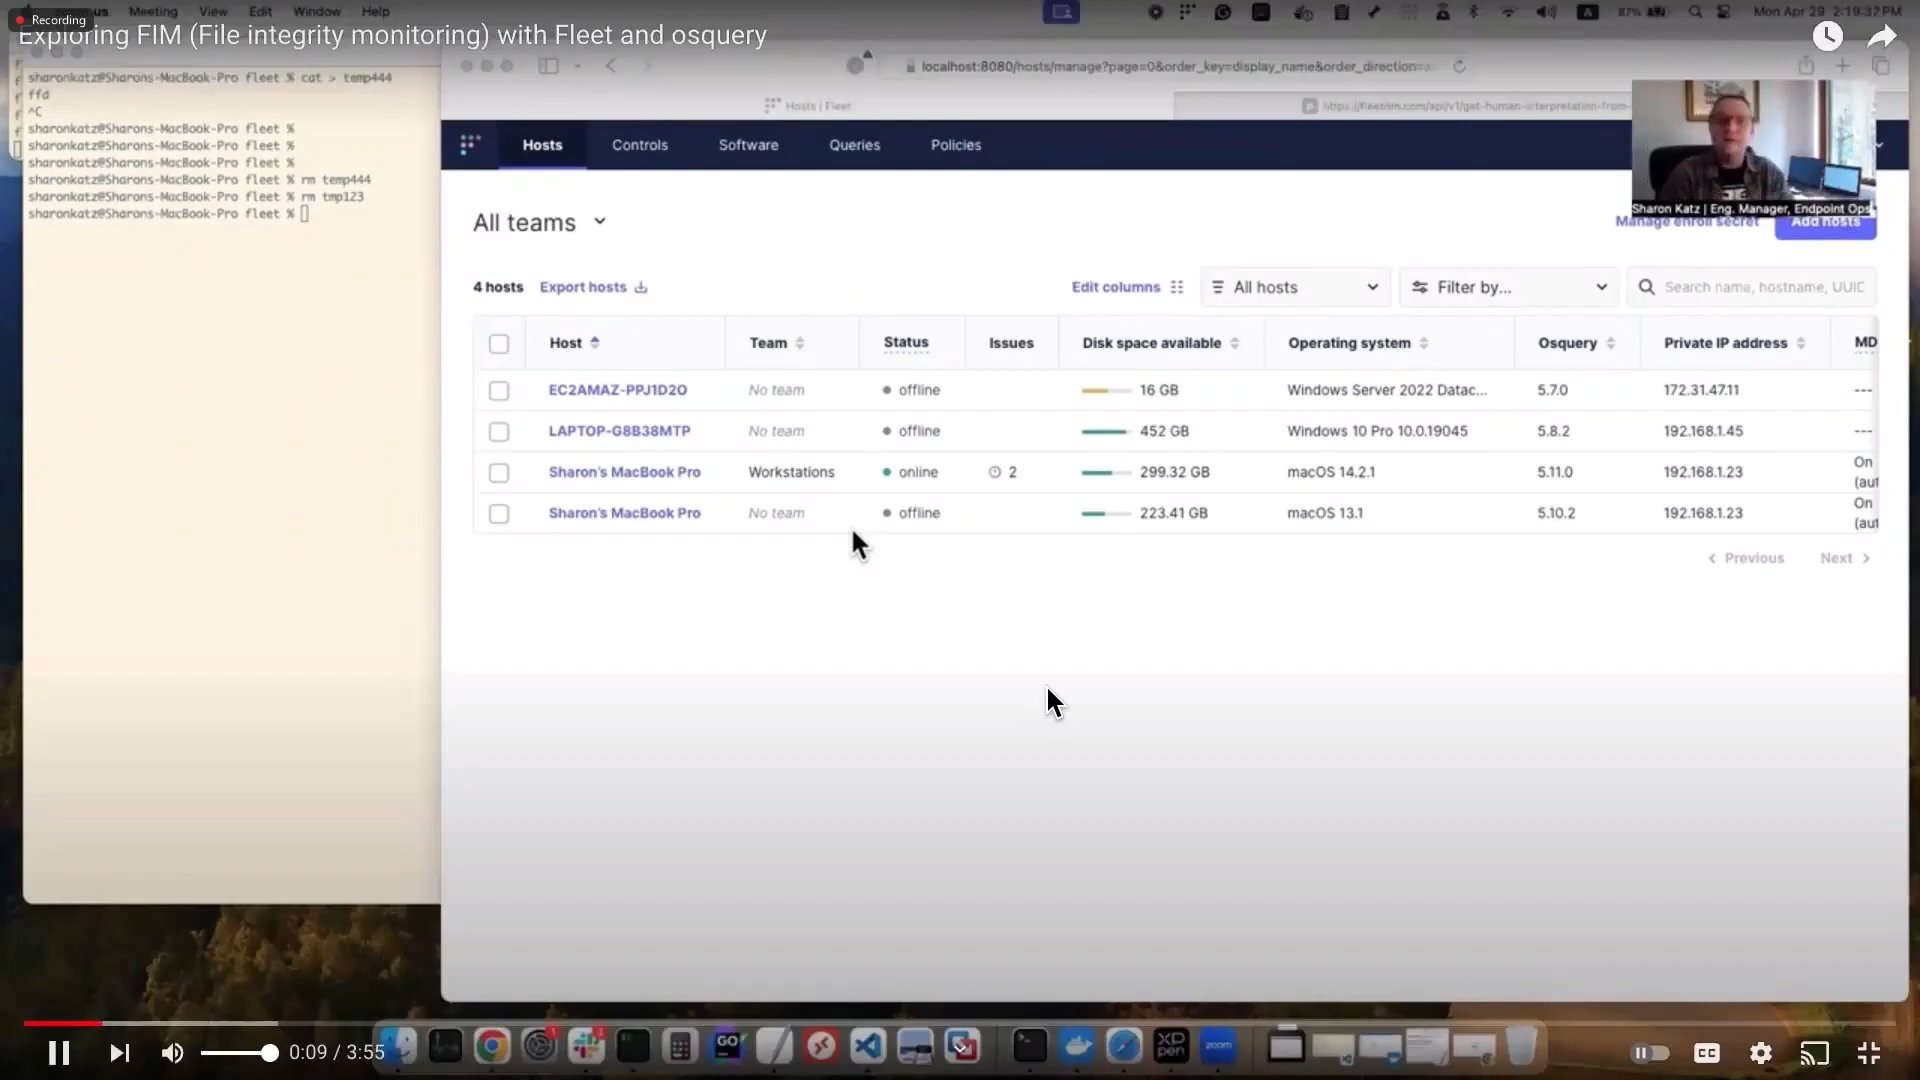 Recording
Meeting View Edit Window Help
87%
Mon Apr 29 2:19:32 PM
Exploring FIM (File integrity monitoring) with Fleet and osquery
sharonkatz@Sharons-MacBook-Pro fleet % cat > temp444
ffd
^C
sharonkatz@Sharons-MacBook-Pro fleet %
sharonkatz@Sharons-MacBook-Pro fleet %
sharonkatz@Sharons-MacBook-Pro fleet %
sharonkatz@Sharons-MacBook-Pro fleet % rm temp444
sharonkatz@Sharons-MacBook-Pro fleet % rm tmp123
sharonkatz@Sharons-MacBook-Pro fleet %
localhost:8080/hosts/manage?page=0&order_key=display_name&order_direction=
Hosts | Fleet
Hosts Controls Software Queries Policies
Sharon Katz | Eng. Manager, Endpoint Ops
All teams
Manage enroll secret Add hosts
4 hosts Export hosts Edit columns All hosts Filter by... Search name, hostname, UUID
Host Team Status Issues Disk space available Operating system Osquery Private IP address MD
EC2AMAZ-PPJ1D2O No team offline 16 GB Windows Server 2022 Datac... 5.7.0 172.31.47.11 ---
LAPTOP-G8B38MTP No team offline 452 GB Windows 10 Pro 10.0.19045 5.8.2 192.168.1.45 ---
Sharon's MacBook Pro Workstations online 2 299.32 GB macOS 14.2.1 5.11.0 192.168.1.23 On (aut
Sharon's MacBook Pro No team offline 223.41 GB macOS 13.1 5.10.2 192.168.1.23 On (aut
Previous Next
0:09 / 3:55
GO
XP PEN
zoom
CC